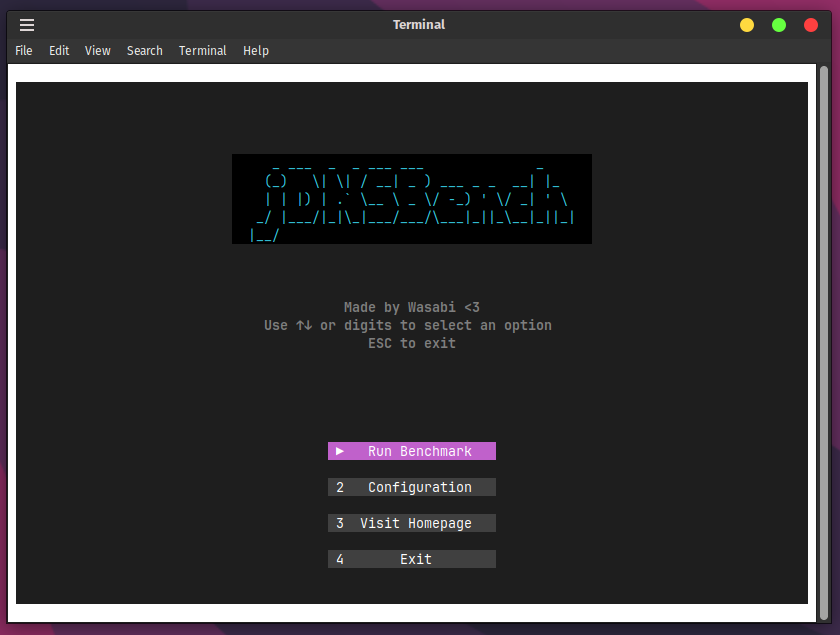 Terminal
File Edit View Search Terminal Help
jDNSBench
Made by Wasabi <3
Use ↑↓ or digits to select an option
ESC to exit
▶ Run Benchmark
2 Configuration
3 Visit Homepage
4 Exit